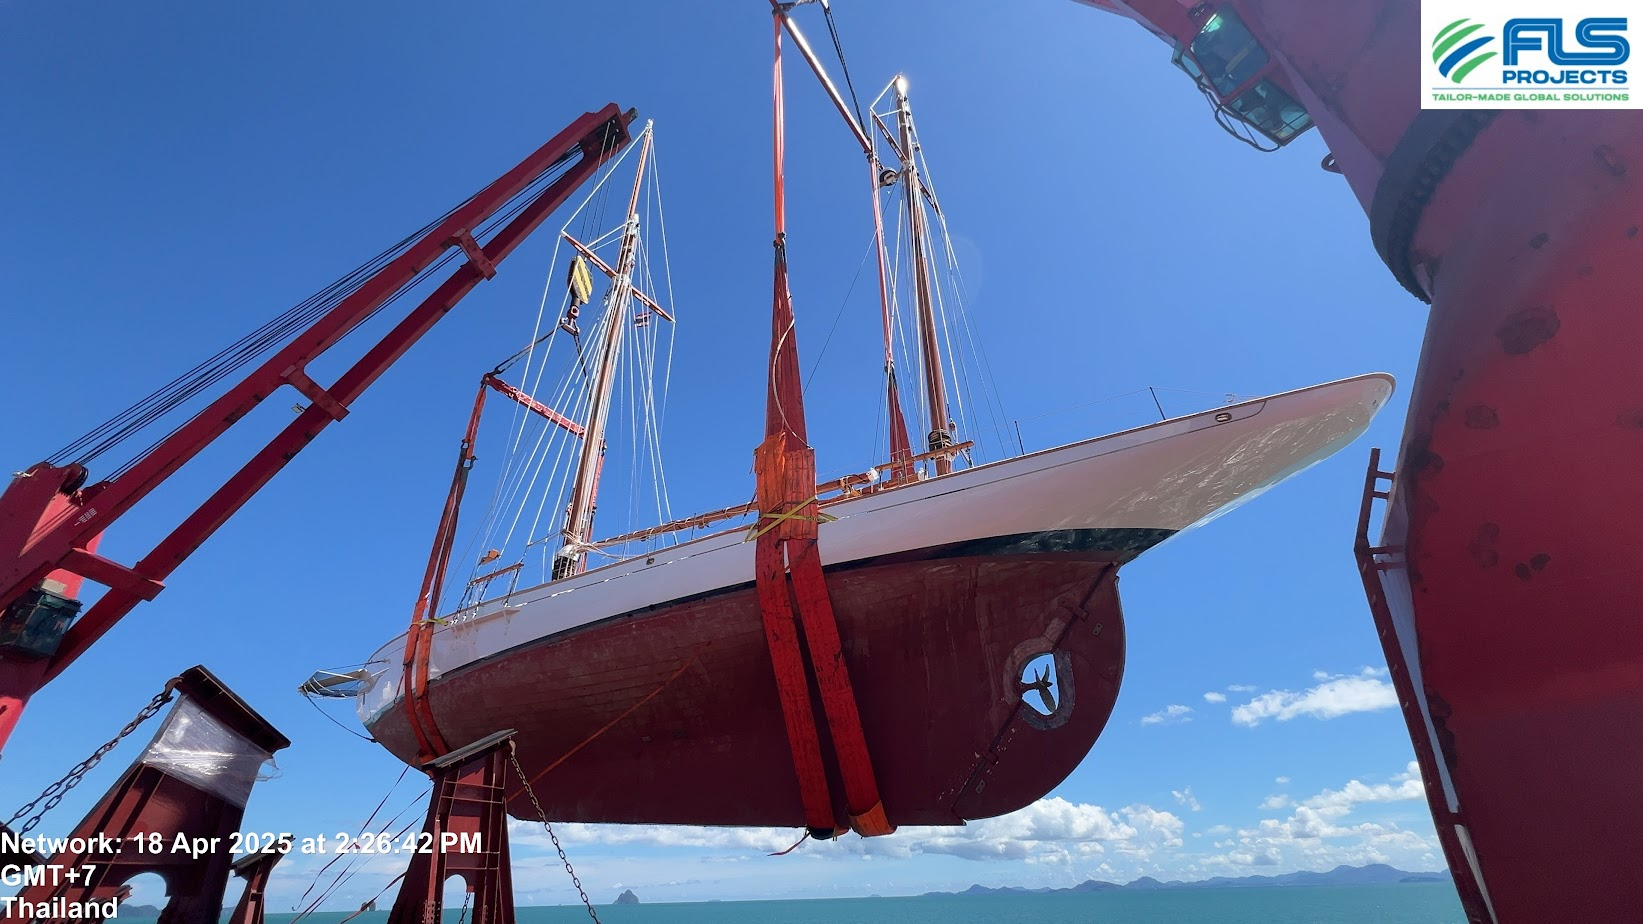 FLS
PROJECTS
TAILOR-MADE GLOBAL SOLUTIONS
Network: 18 Apr 2025 at 2:26:42 PM
GMT+7
Thailand